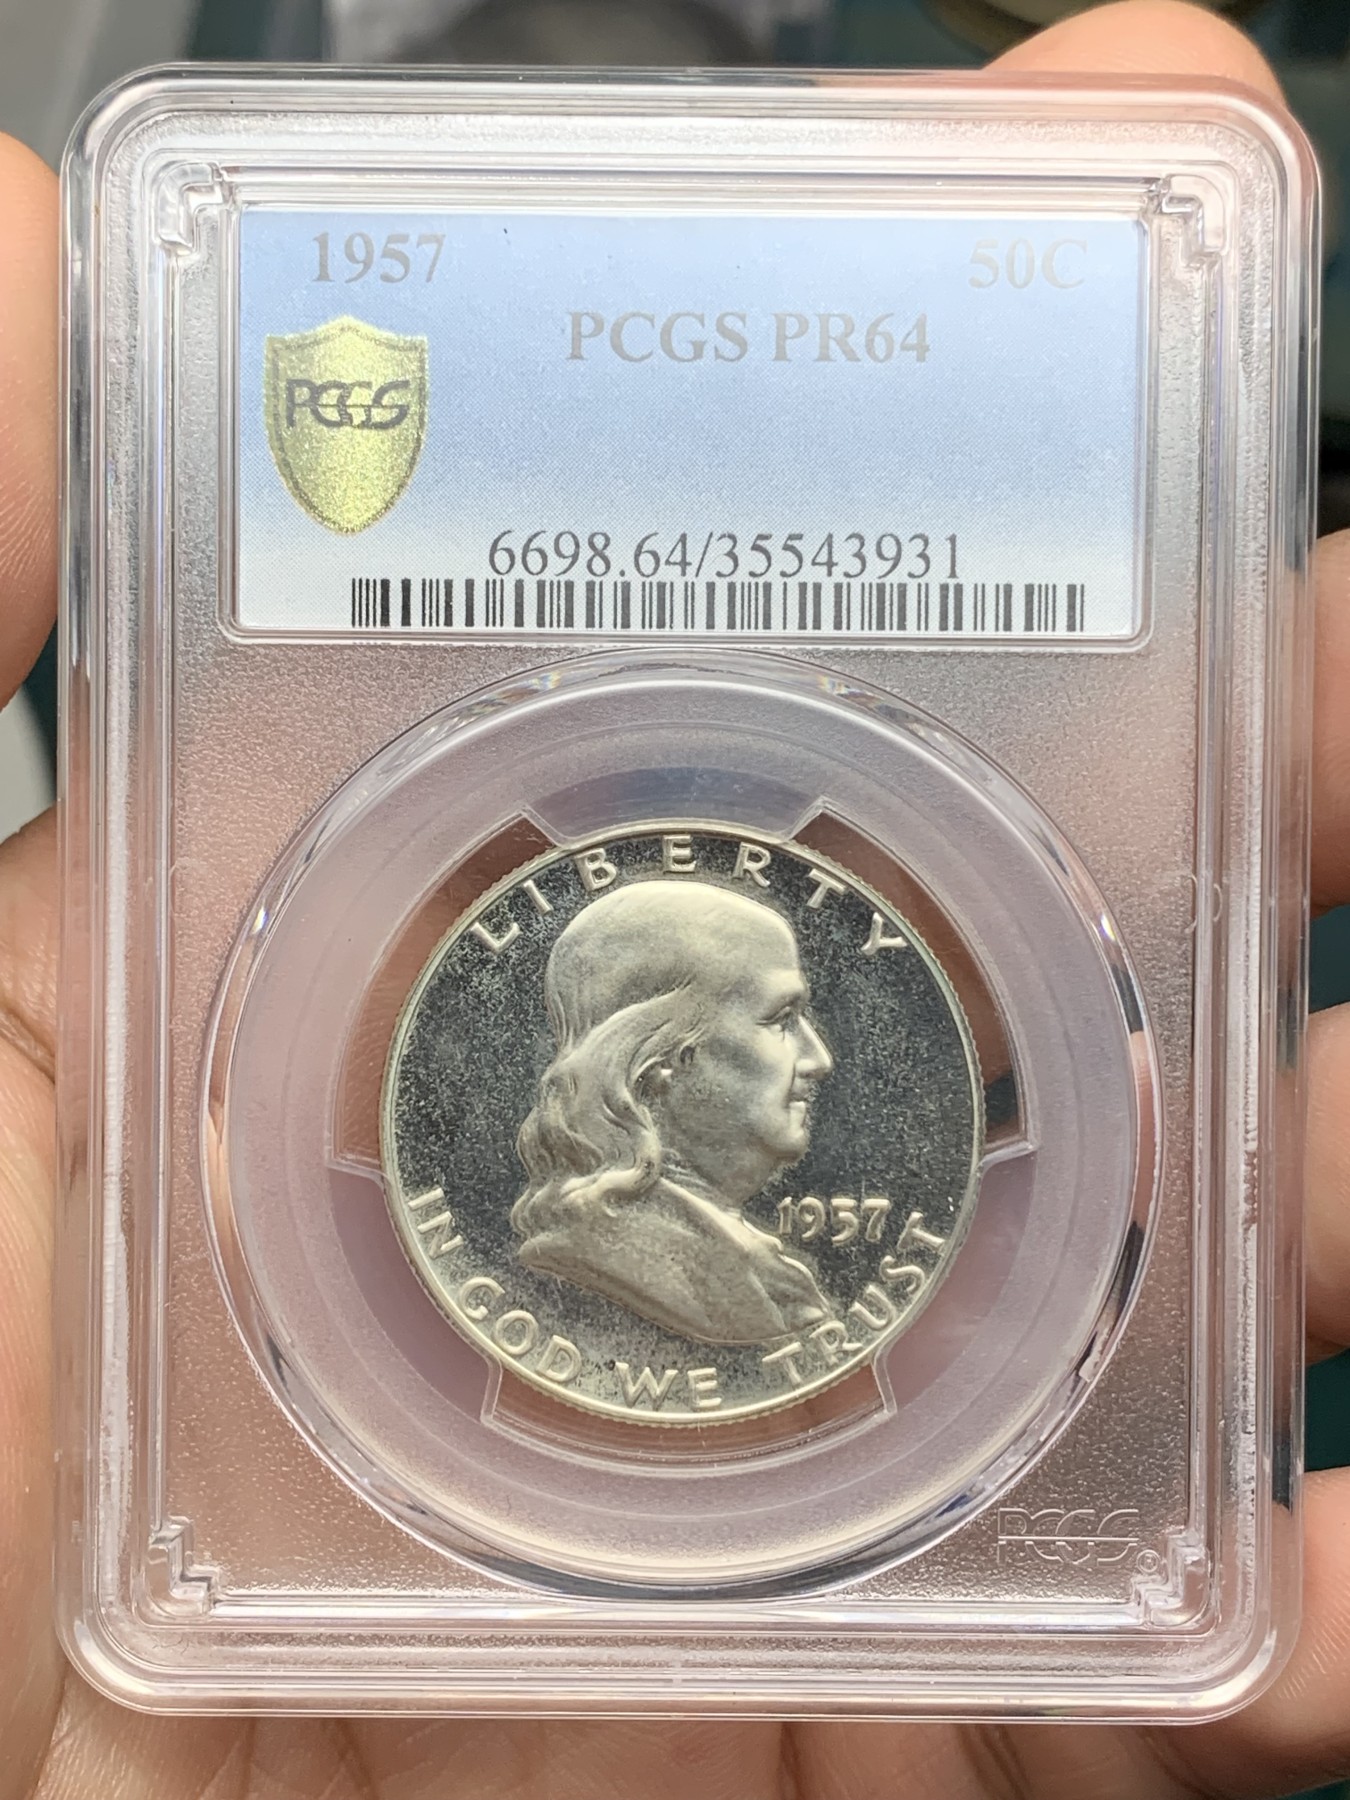 1957 50C
PCGS PR64
PCGS
6698.64/35543931
LIBERTY
1957
IN GOD WE TRUST
PCGS®